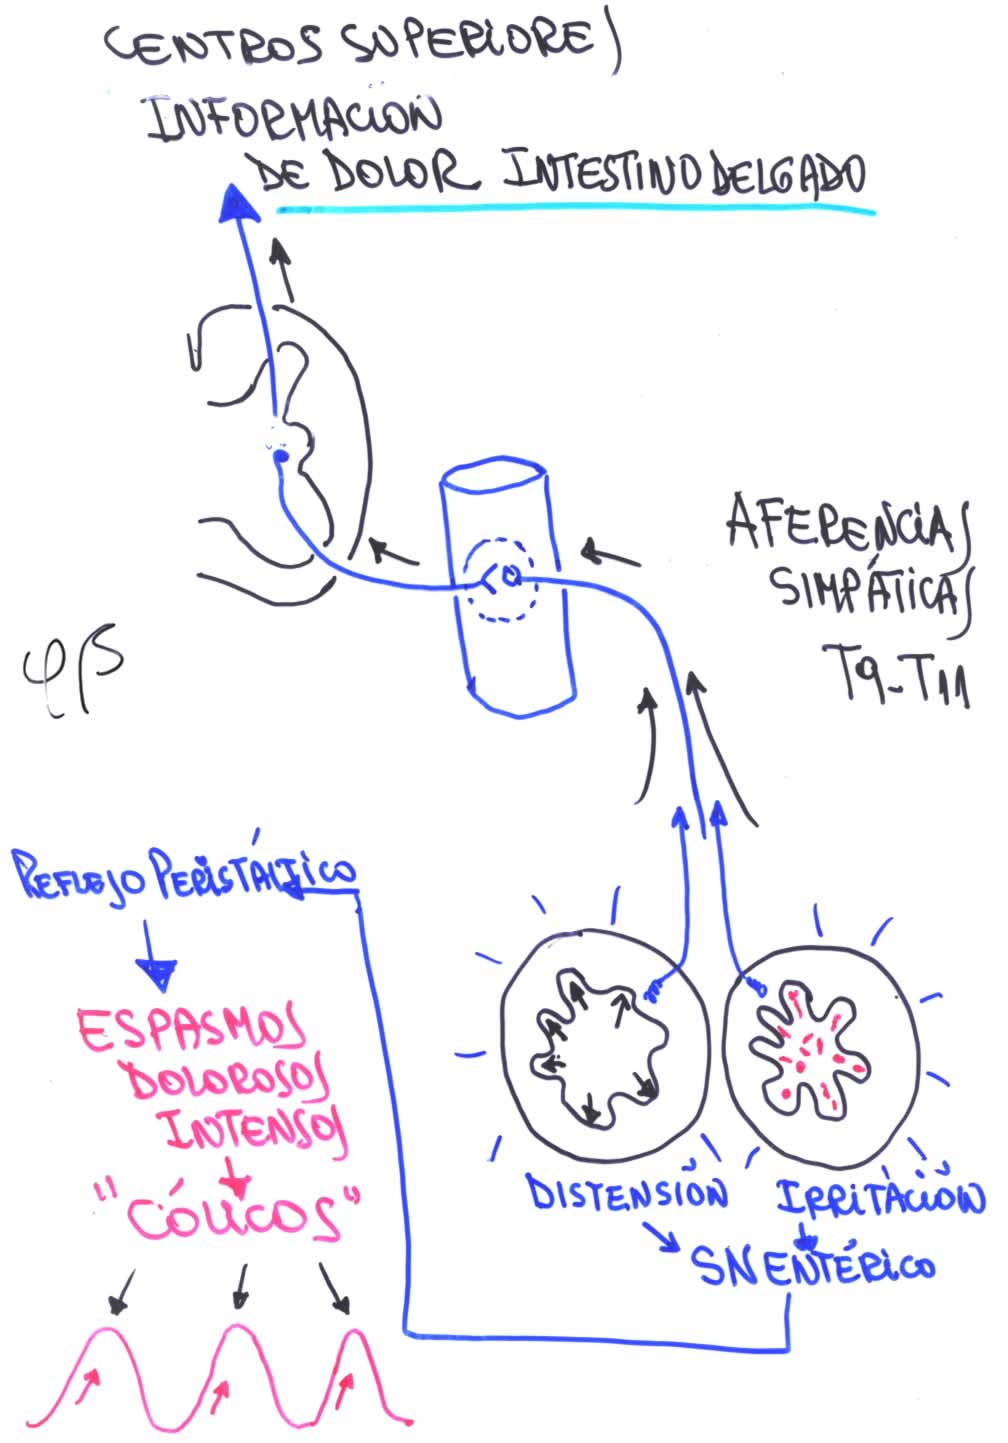 CENTROS SUPERIORES
INFORMACION
DE DOLOR INTESTINO DELGADO
AFERENCIAS
SIMPÁTICAS
T9-T11
REFLEJO PERISTÁLTICO
ESPASMOS
DOLOROSOS
INTENSOS
"CÓLICOS"
DISTENSIÓN
IRRITACIÓN
SN ENTÉRICO